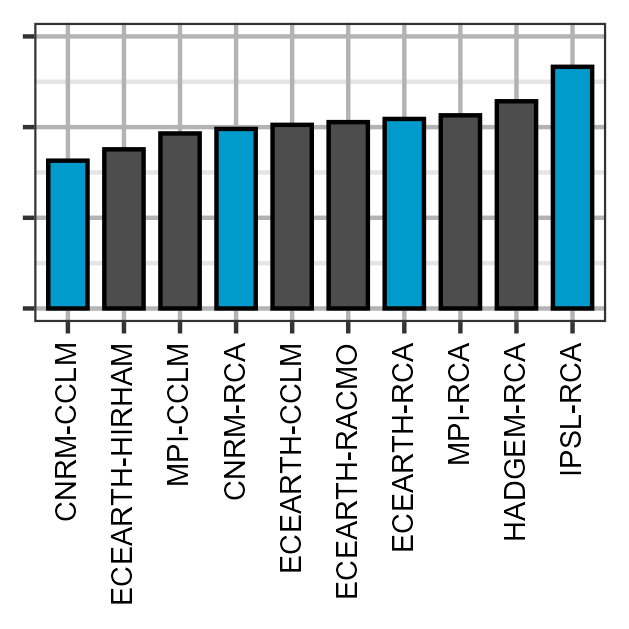 CNRM-CCLM
ECEARTH-HIRHAM
MPI-CCLM
CNRM-RCA
ECEARTH-CCLM
ECEARTH-RACMO
ECEARTH-RCA
MPI-RCA
HADGEM-RCA
IPSL-RCA